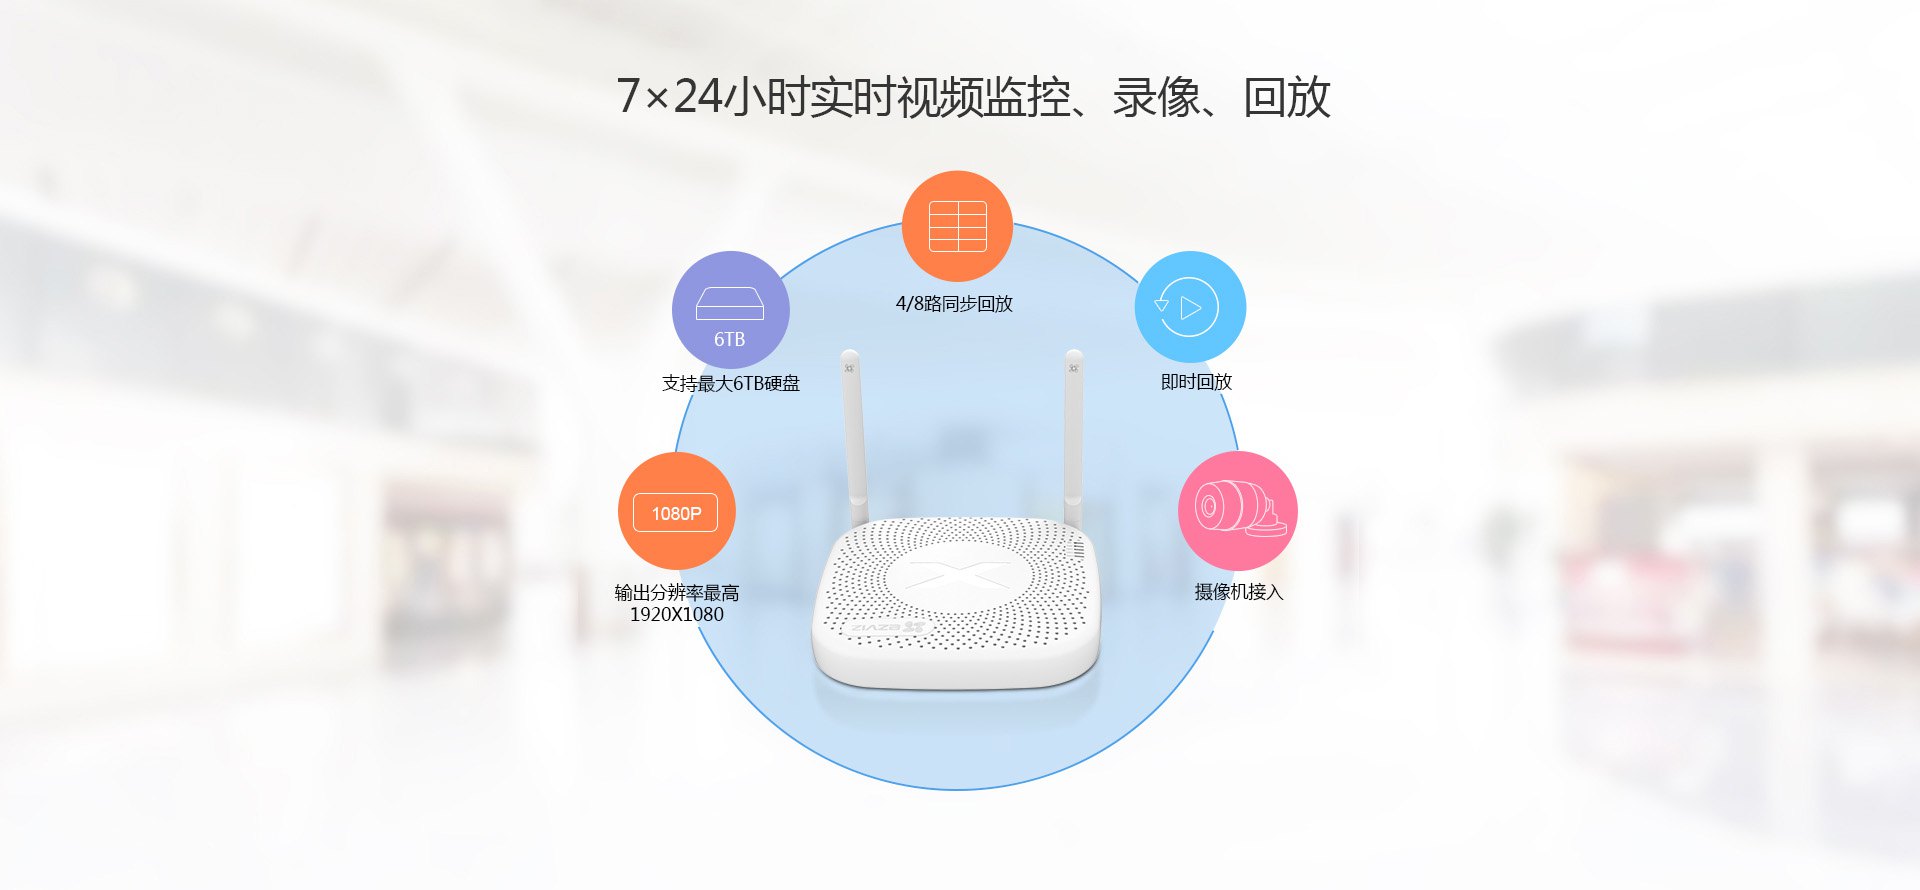 7×24小时实时视频监控、录像、回放
4/8路同步回放
6TB
支持最大6TB硬盘
即时回放
1080P
输出分辨率最高
1920X1080
摄像机接入
EZVIZ